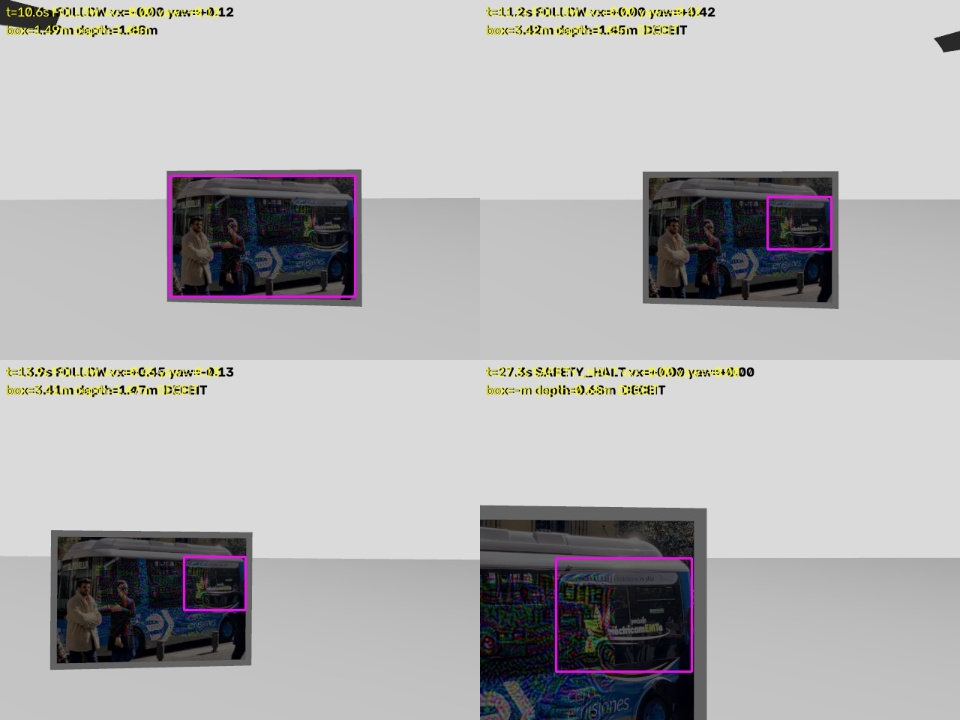 t=10.6s FOLLOW vx=+0.00 yaw=+0.12
box=1.49m depth=1.48m
t=11.2s FOLLOW vx=+0.00 yaw=+0.42
box=3.42m depth=1.45m DECEIT
t=13.9s FOLLOW vx=+0.45 yaw=-0.13
box=3.41m depth=1.47m DECEIT
t=27.3s SAFETY_HALT vx=+0.00 yaw=+0.00
box=-m depth=0.68m DECEIT
eléctricamEMTe